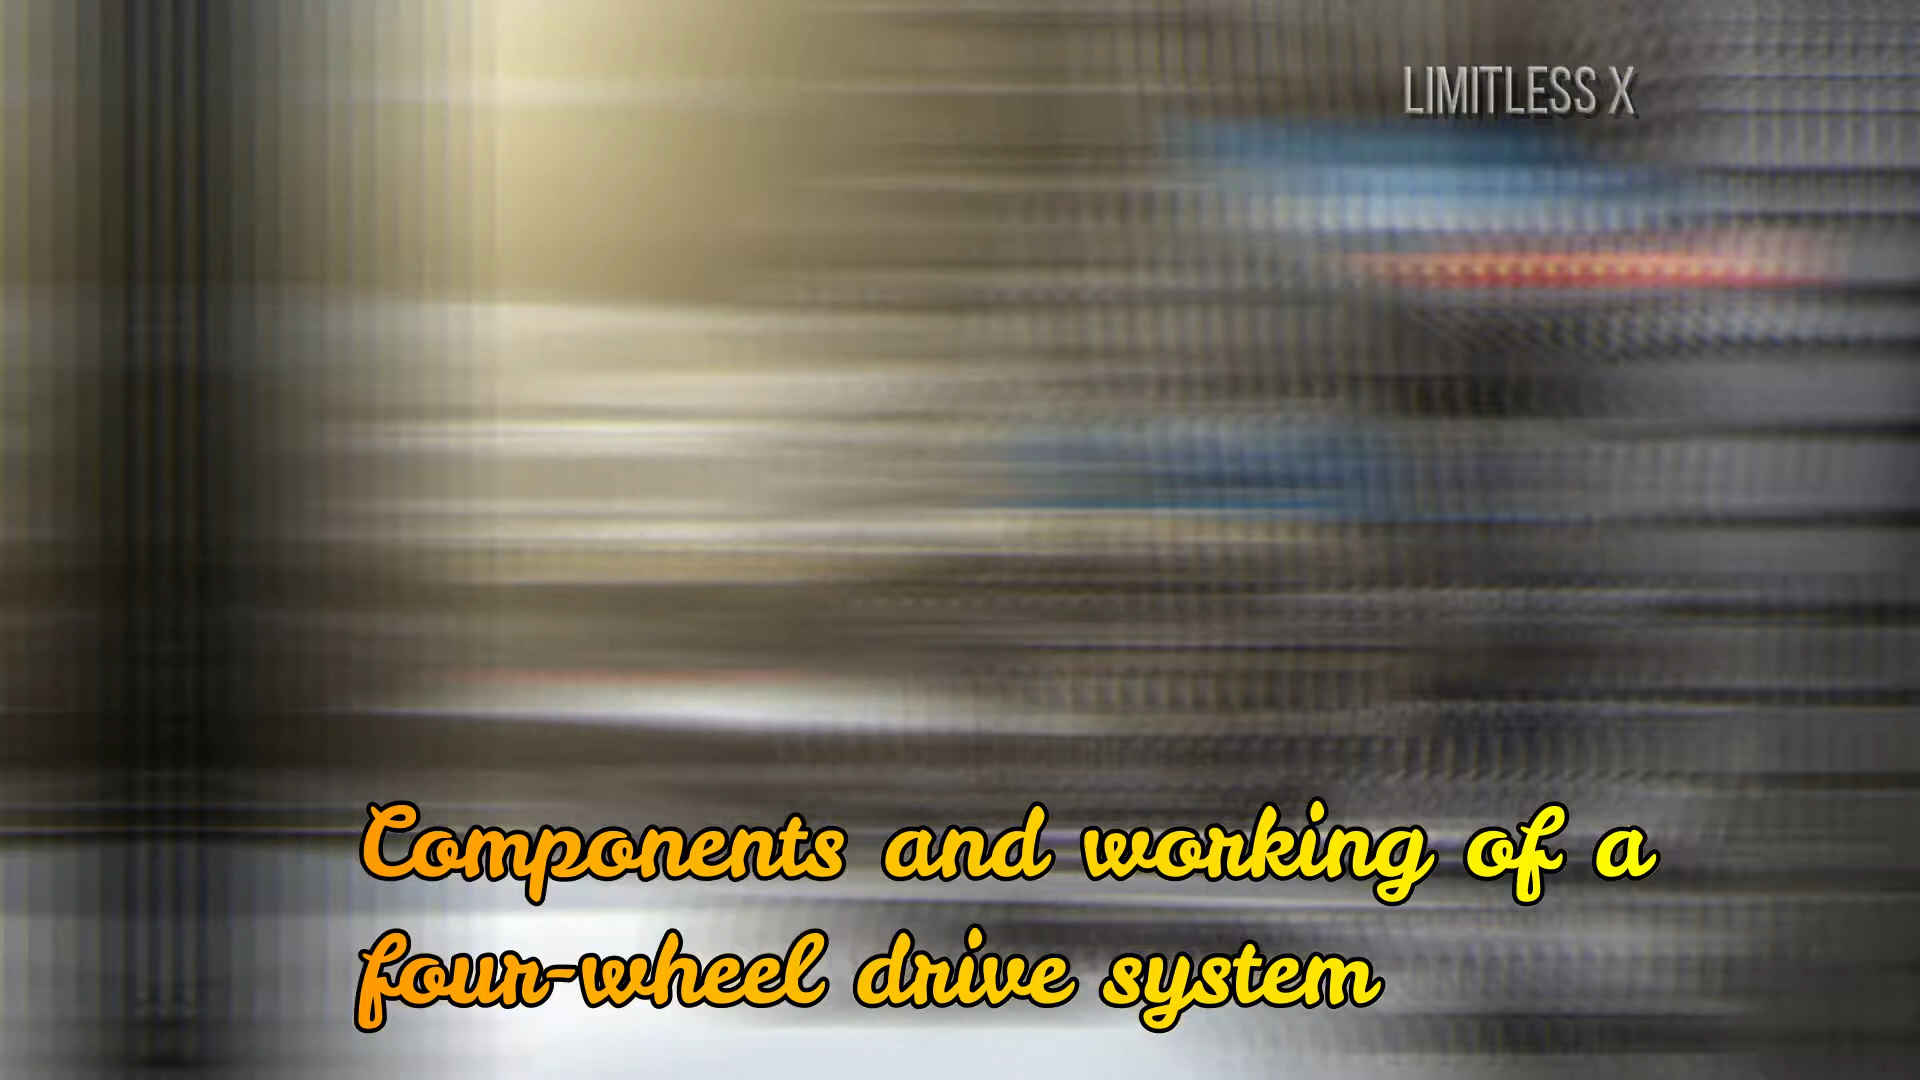 LIMITLESS X
Components and working of a
four-wheel drive system